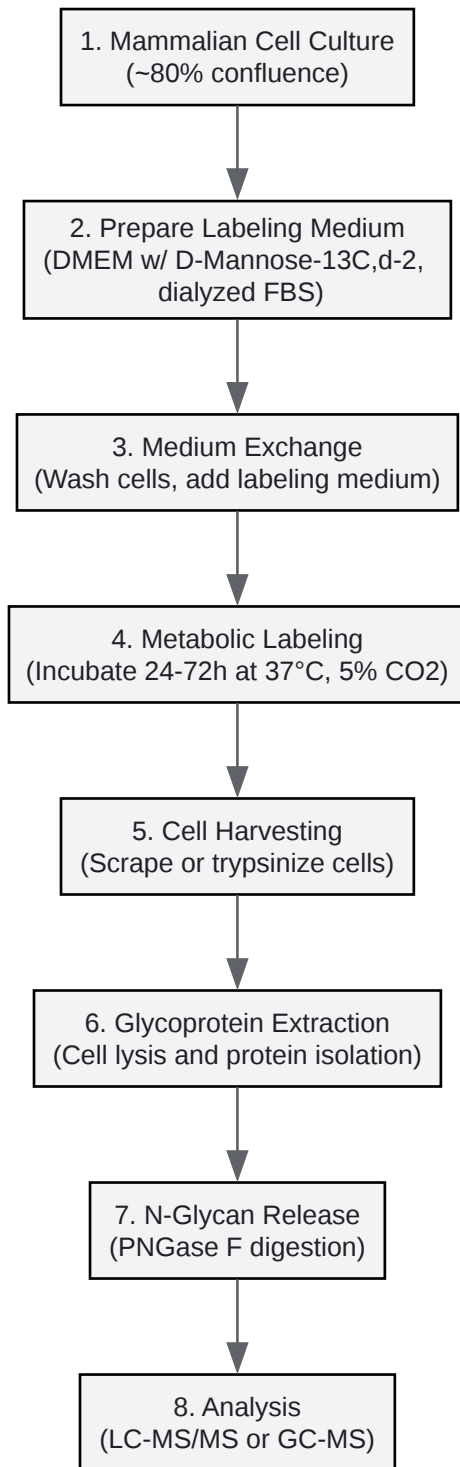 1. Mammalian Cell Culture
(~80% confluence)
2. Prepare Labeling Medium
(DMEM w/ D-Mannose-13C,d-2,
dialyzed FBS)
3. Medium Exchange
(Wash cells, add labeling medium)
4. Metabolic Labeling
(Incubate 24-72h at 37°C, 5% CO2)
5. Cell Harvesting
(Scrape or trypsinize cells)
6. Glycoprotein Extraction
(Cell lysis and protein isolation)
7. N-Glycan Release
(PNGase F digestion)
8. Analysis
(LC-MS/MS or GC-MS)